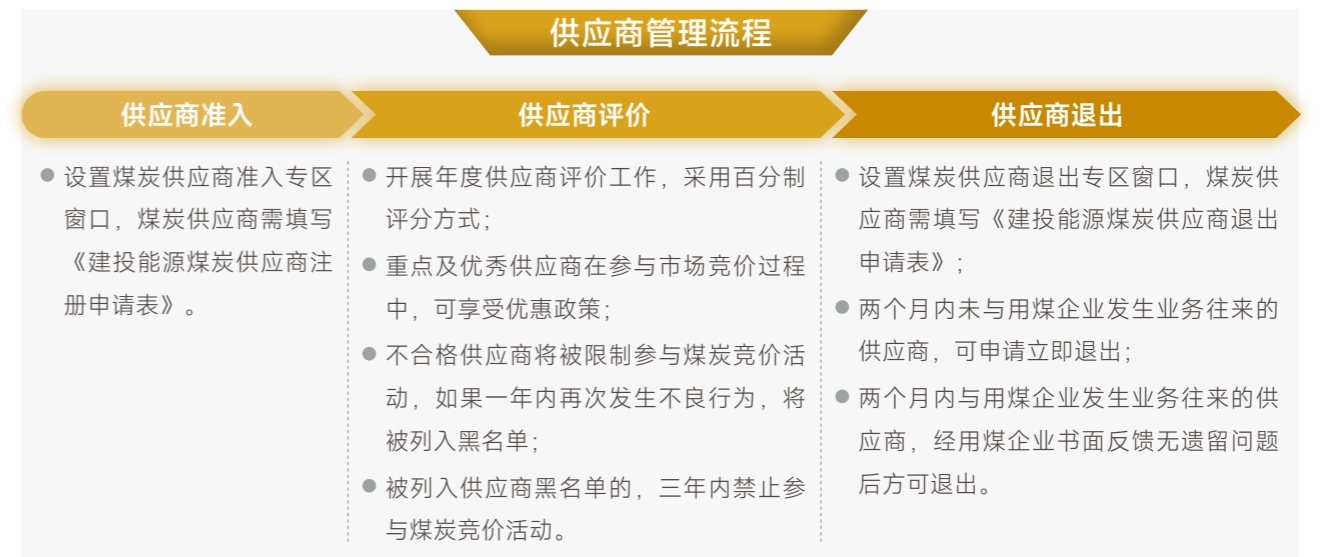 供应商管理流程
供应商准入
设置煤炭供应商准入专区
窗口，煤炭供应商需填写
《建投能源煤炭供应商注
册申请表》。
供应商评价
开展年度供应商评价工作，采用百分制
评分方式；
重点及优秀供应商在参与市场竞价过程
中，可享受优惠政策；
不合格供应商将被限制参与煤炭竞价活
动，如果一年内再次发生不良行为，将
被列入黑名单；
被列入供应商黑名单的，三年内禁止参
与煤炭竞价活动。
供应商退出
设置煤炭供应商退出专区窗口，煤炭供
应商需填写《建投能源煤炭供应商退出
申请表》；
两个月内未与用煤企业发生业务往来的
供应商，可申请立即退出；
两个月内与用煤企业发生业务往来的供
应商，经用煤企业书面反馈无遗留问题
后方可退出。